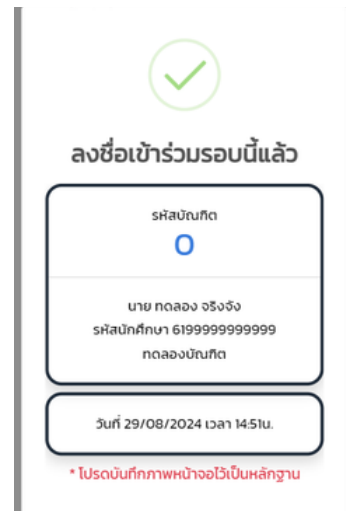 ลงชื่อเข้าร่วมรอบนี้แล้ว
รหัสบัณฑิต
0
นาย ทดลอง จริงจัง
รหัสนักศึกษา 6199999999999
ทดลองบัณฑิต
วันที่ 29/08/2024 เวลา 14:51น.
* โปรดบันทึกภาพหน้าจอไว้เป็นหลักฐาน